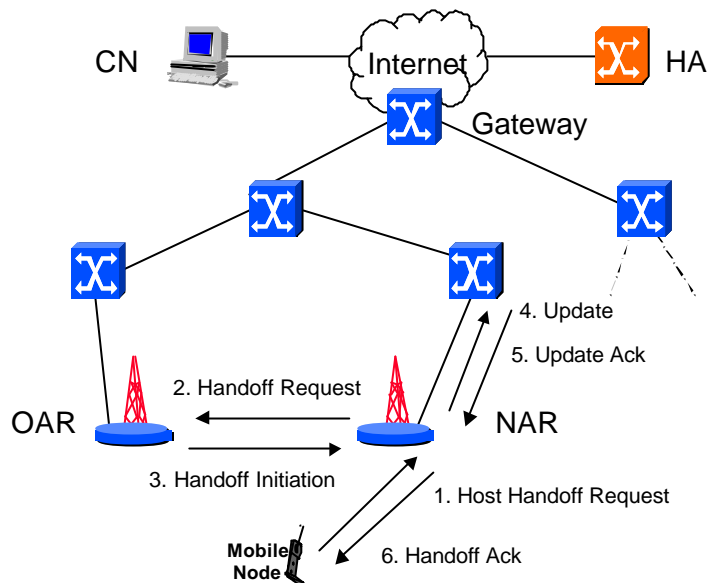 CN
Internet
HA
Gateway
4. Update
5. Update Ack
2. Handoff Request
OAR
NAR
3. Handoff Initiation
1. Host Handoff Request
Mobile
Node
6. Handoff Ack